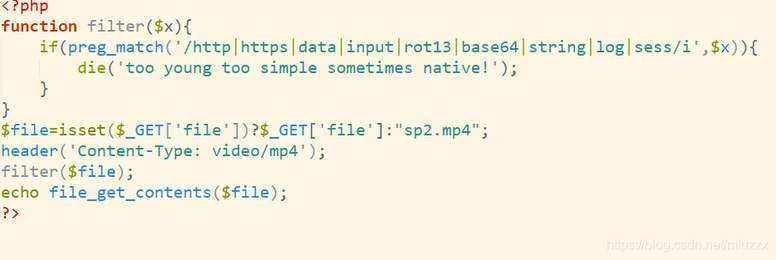 <?php
function filter($x){
    if(preg_match('/http|https|data|input|rot13|base64|string|log|sess/i',$x)){
        die('too young too simple sometimes native!');
    }
}
$file=isset($_GET['file'])?$_GET['file']:"sp2.mp4";
header('Content-Type: video/mp4');
filter($file);
echo file_get_contents($file);
?>
https://blog.csdn.net/miuzzx